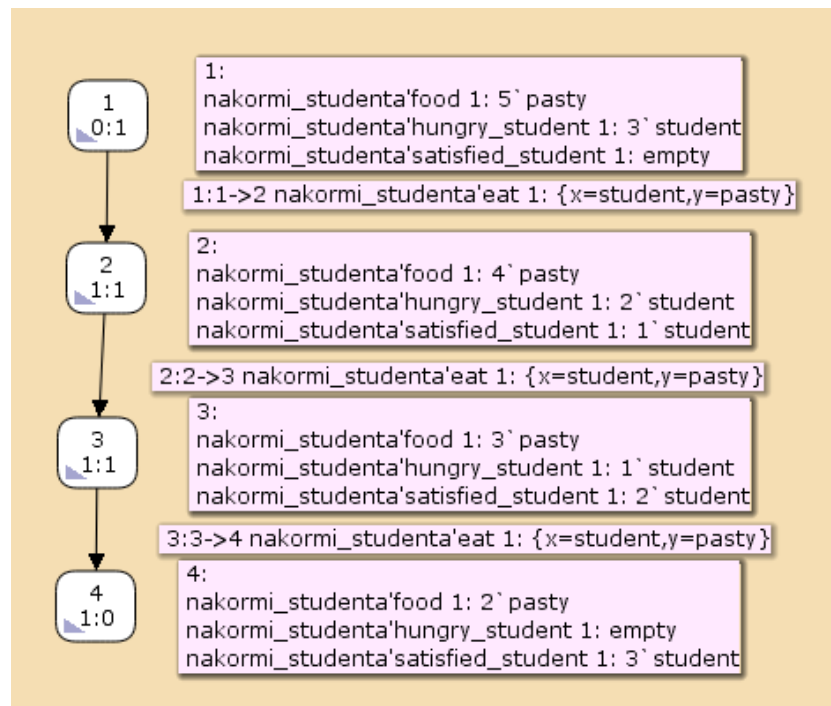 1
0:1
1:
nakormi_studenta'food 1: 5`pasty
nakormi_studenta'hungry_student 1: 3`student
nakormi_studenta'satisfied_student 1: empty
1:1->2 nakormi_studenta'eat 1: {x=student,y=pasty}
2
1:1
2:
nakormi_studenta'food 1: 4`pasty
nakormi_studenta'hungry_student 1: 2`student
nakormi_studenta'satisfied_student 1: 1`student
2:2->3 nakormi_studenta'eat 1: {x=student,y=pasty}
3
1:1
3:
nakormi_studenta'food 1: 3`pasty
nakormi_studenta'hungry_student 1: 1`student
nakormi_studenta'satisfied_student 1: 2`student
3:3->4 nakormi_studenta'eat 1: {x=student,y=pasty}
4
1:0
4:
nakormi_studenta'food 1: 2`pasty
nakormi_studenta'hungry_student 1: empty
nakormi_studenta'satisfied_student 1: 3`student